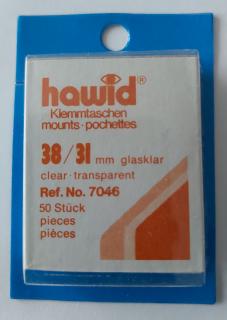 hawid®
Klemmtaschen
mounts·pochettes
38/31 mm glasklar
clear·transparent
Ref. No. 7046
50 Stück
pieces
pièces